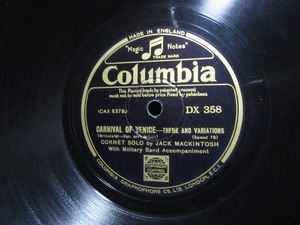 MADE IN ENGLAND
"Magic Notes"
TRADE MARK
Columbia
This Record (made by patented process)
must not be sold below price fixed by patentees.
(CAX 6378)
DX 358
CARNIVAL OF VENICE—THEME AND VARIATIONS
(Speed 78)
CORNET SOLO by JACK MACKINTOSH
With Military Band Accompaniment
COLUMBIA GRAPHOPHONE Cº LTD, LONDON, E.C.1.